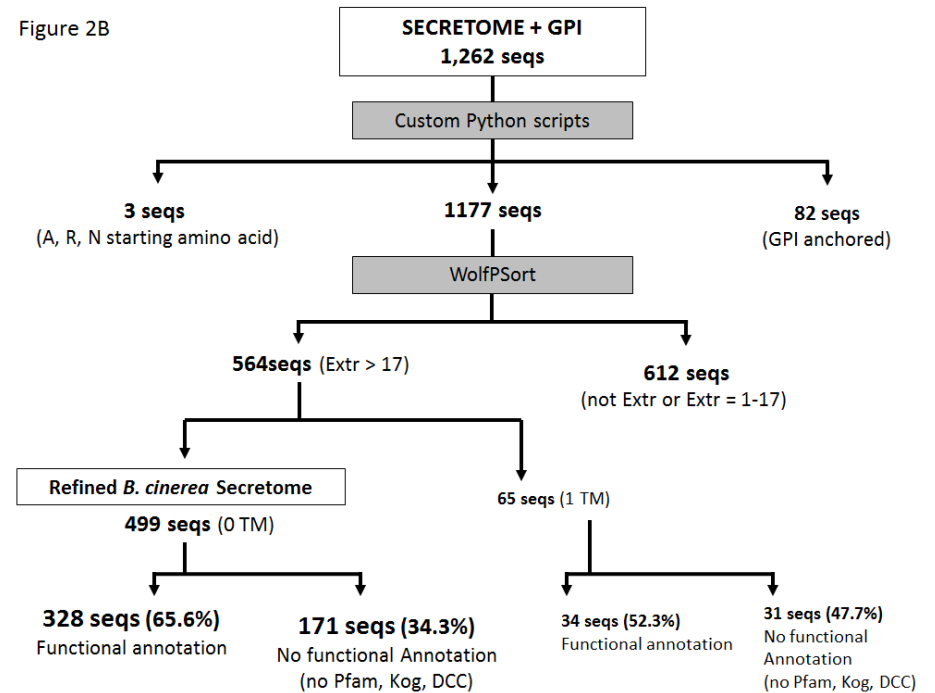 Figure 2B
SECRETOME + GPI
1,262 seqs
Custom Python scripts
3 seqs
(A, R, N starting amino acid)
1177 seqs
82 seqs
(GPI anchored)
WolfPSort
564seqs (Extr > 17)
612 seqs
(not Extr or Extr = 1-17)
Refined B. cinerea Secretome
499 seqs (0 TM)
65 seqs (1 TM)
328 seqs (65.6%)
Functional annotation
171 seqs (34.3%)
No functional Annotation
(no Pfam, Kog, DCC)
34 seqs (52.3%)
Functional annotation
31 seqs (47.7%)
No functional
Annotation
(no Pfam, Kog, DCC)